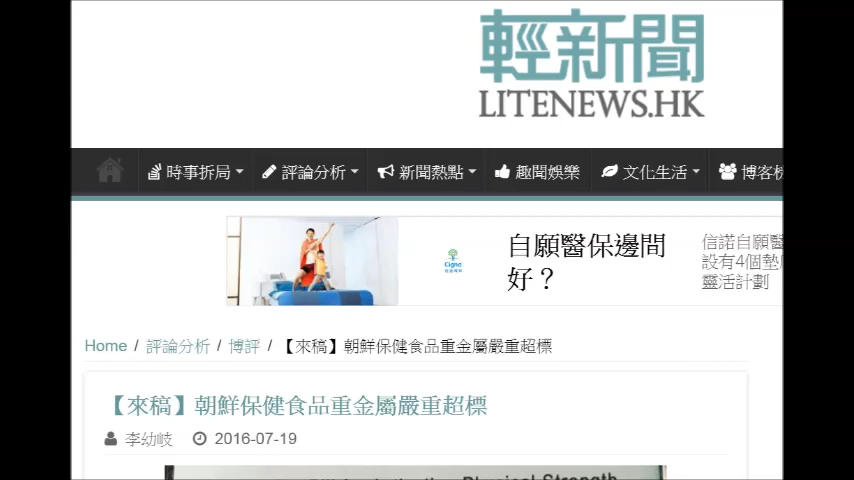 輕新聞
LITENEWS.HK
時事拆局 評論分析 新聞熱點 趣聞娛樂 文化生活 博客
自願醫保邊間
好？
信諾自願醫
設有4個墊
靈活計劃
Cigna
Home / 評論分析 / 博評 / 【來稿】朝鮮保健食品重金屬嚴重超標
【來稿】朝鮮保健食品重金屬嚴重超標
李幼岐 2016-07-19
Physical Strength